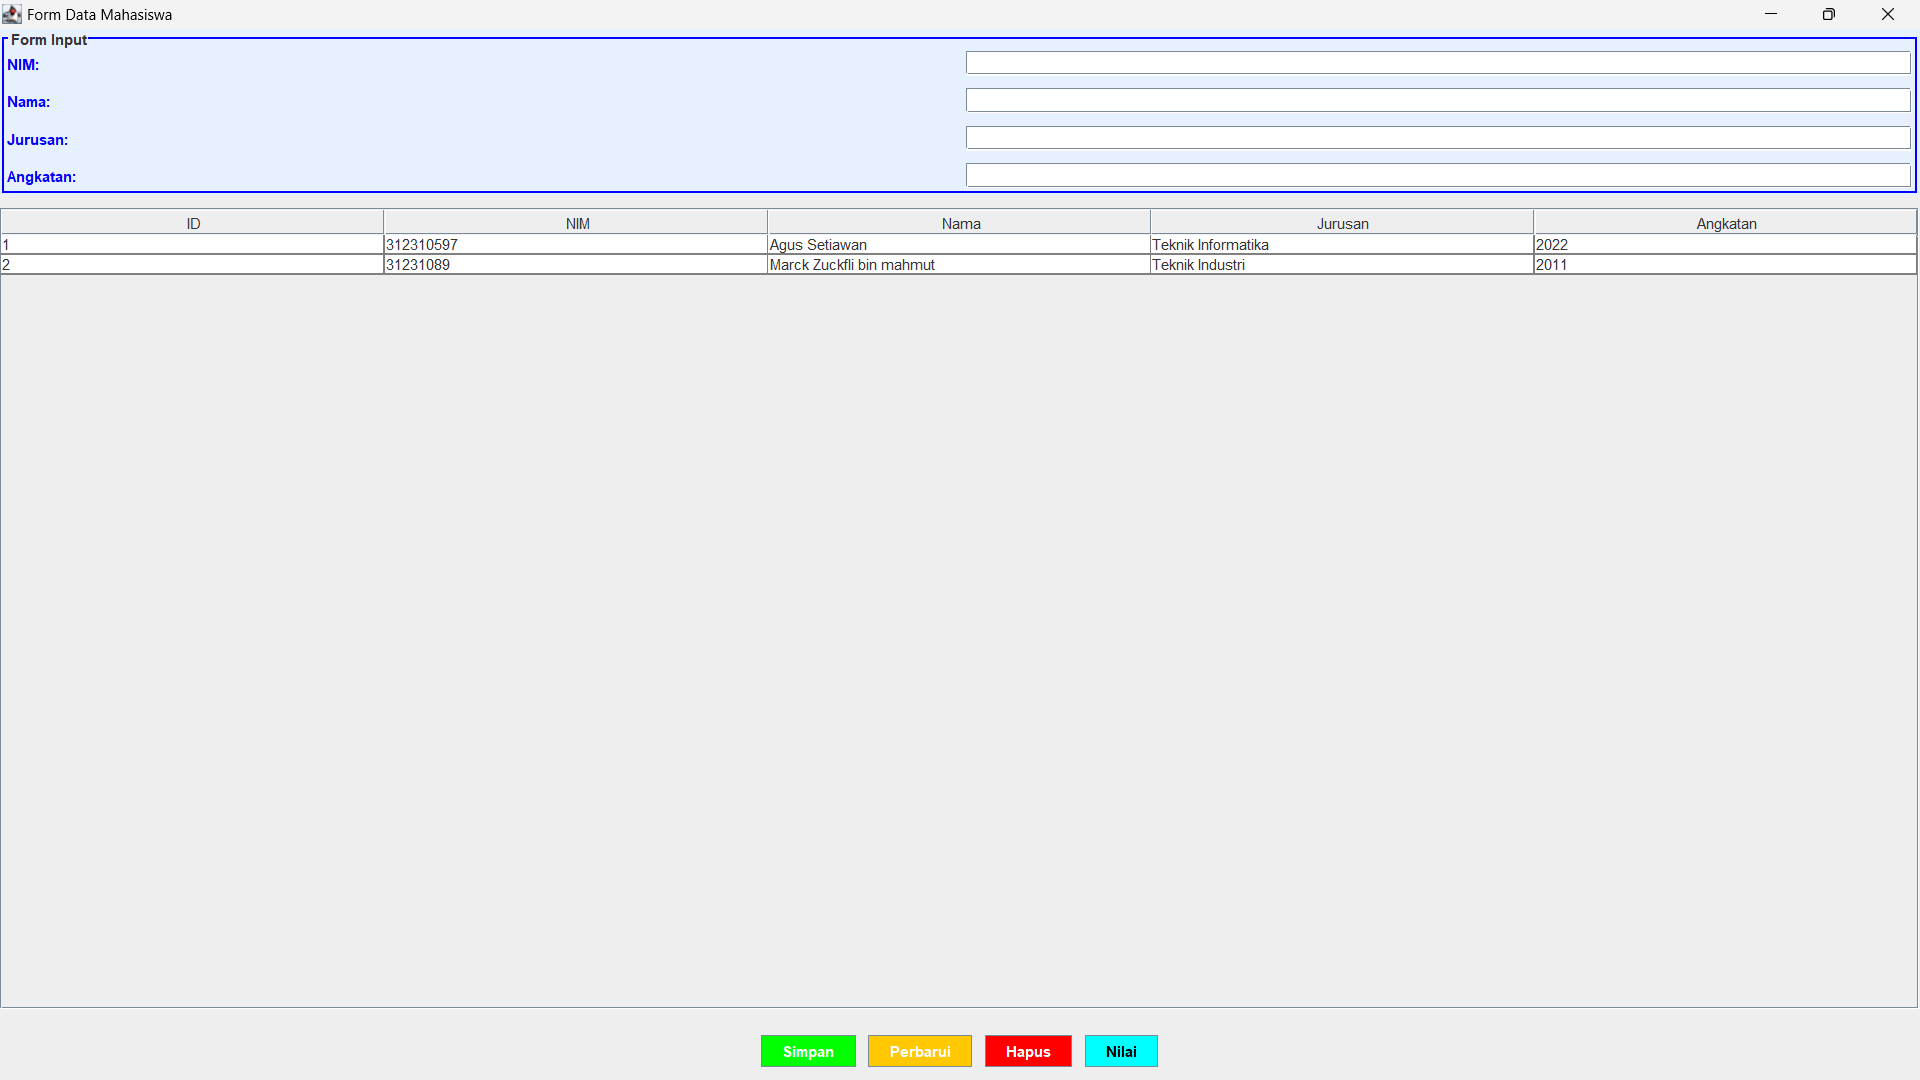 Form Data Mahasiswa
Form Input
NIM:
Nama:
Jurusan:
Angkatan:
ID NIM Nama Jurusan Angkatan
1 312310597 Agus Setiawan Teknik Informatika 2022
2 31231089 Marck Zuckfli bin mahmut Teknik Industri 2011
Simpan Perbarui Hapus Nilai